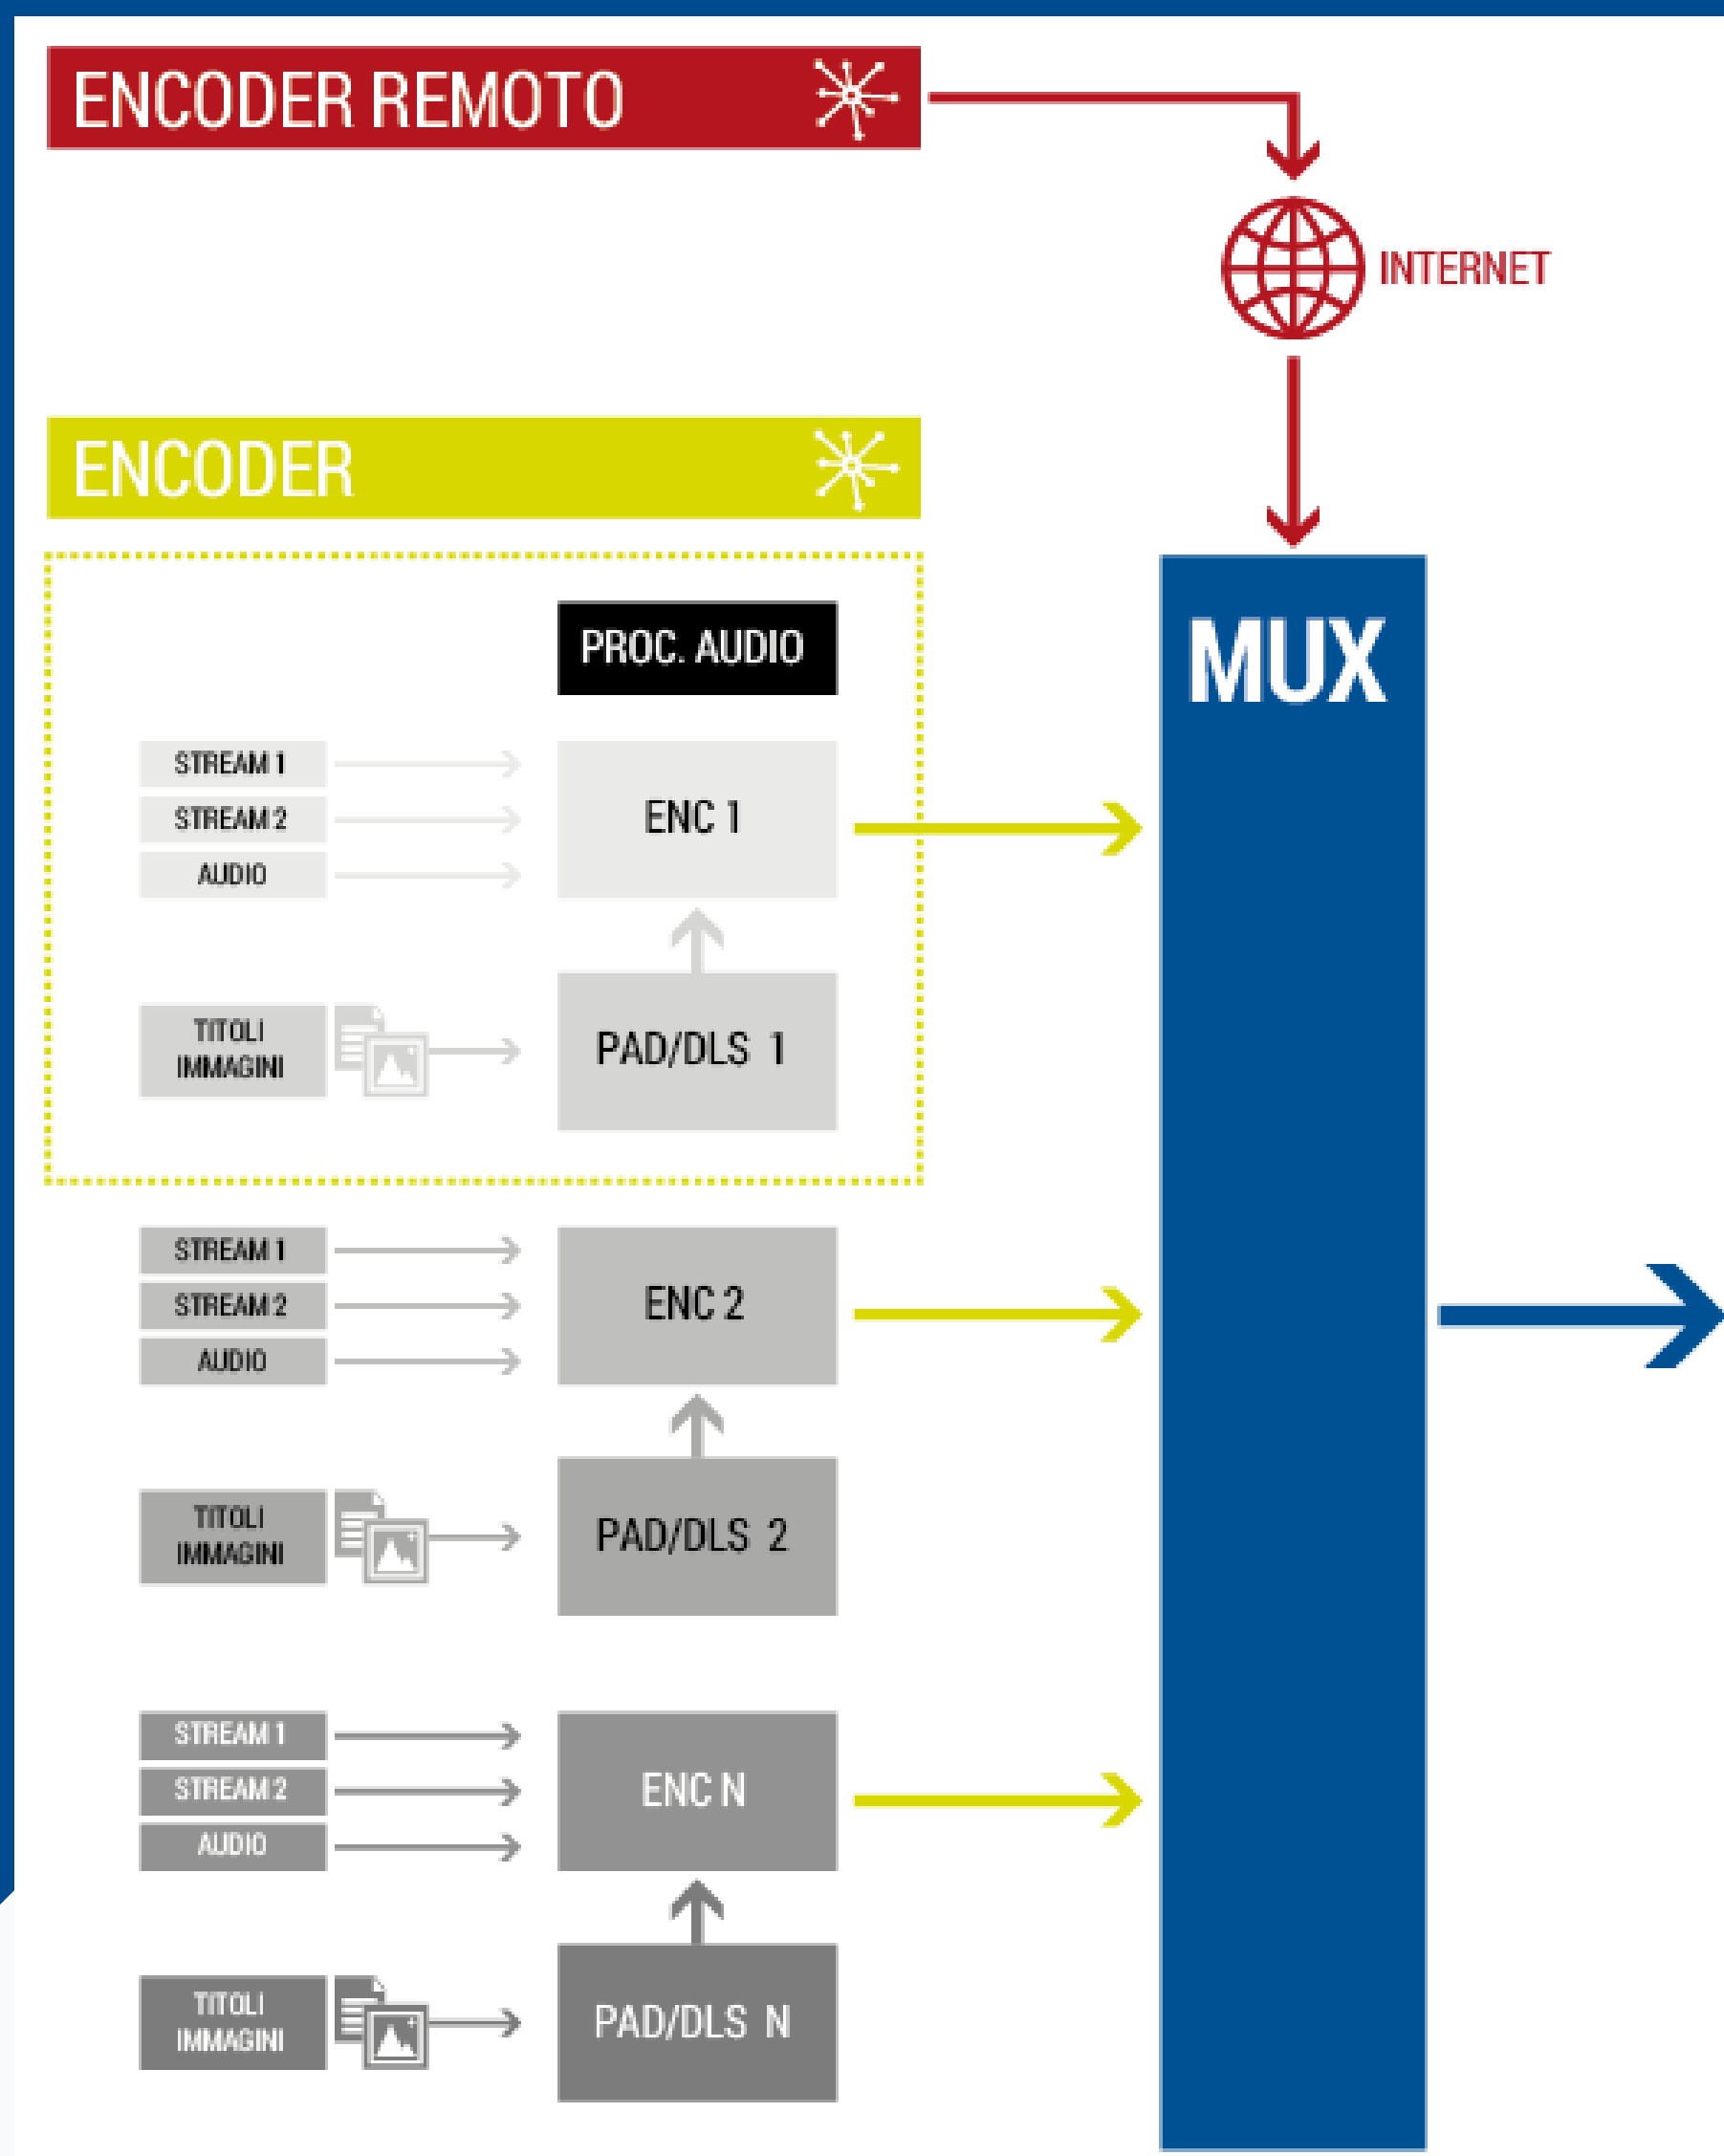 ENCODER REMOTO
INTERNET
ENCODER
PROC. AUDIO
MUX
STREAM 1
STREAM 2
AUDIO
ENC 1
TITOLI
IMMAGINI
PAD/DLS 1
STREAM 1
STREAM 2
AUDIO
ENC 2
TITOLI
IMMAGINI
PAD/DLS 2
STREAM 1
STREAM 2
AUDIO
ENC N
TITOLI
IMMAGINI
PAD/DLS N